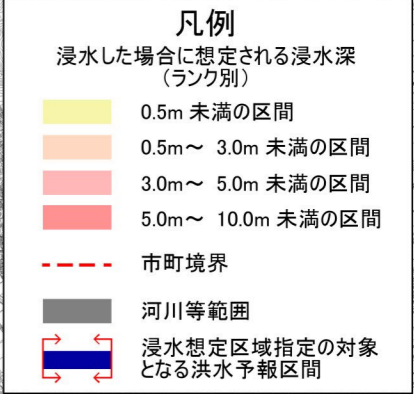 凡例
浸水した場合に想定される浸水深
（ランク別）
0.5m 未満の区間
0.5m～ 3.0m 未満の区間
3.0m～ 5.0m 未満の区間
5.0m～ 10.0m 未満の区間
市町境界
河川等範囲
浸水想定区域指定の対象
となる洪水予報区間